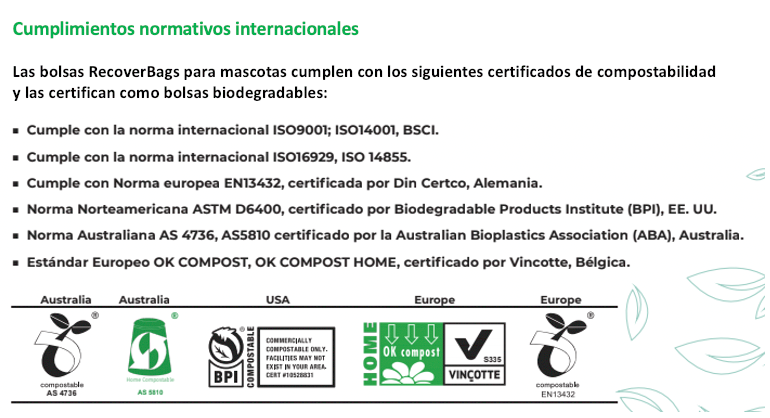 Cumplimientos normativos internacionales
Las bolsas RecoverBags para mascotas cumplen con los siguientes certificados de compostabilidad
y las certifican como bolsas biodegradables:
▪ Cumple con la norma internacional ISO9001; ISO14001, BSCI.
▪ Cumple con la norma internacional ISO16929, ISO 14855.
▪ Cumple con Norma europea EN13432, certificada por Din Certco, Alemania.
▪ Norma Norteamericana ASTM D6400, certificado por Biodegradable Products Institute (BPI), EE. UU.
▪ Norma Australiana AS 4736, AS5810 certificado por la Australian Bioplastics Association (ABA), Australia.
▪ Estándar Europeo OK COMPOST, OK COMPOST HOME, certificado por Vincotte, Bélgica.
Australia Australia USA Europe Europe
®
compostable
AS 4736
®
Home Compostable
AS 5810
®
BPI
COMPOSTABLE
COMMERCIALLY
COMPOSTABLE ONLY.
FACILITIES MAY NOT
EXIST IN YOUR AREA.
CERT #10528831
HOME
OK compost
S335
VINÇOTTE
®
compostable
EN13432